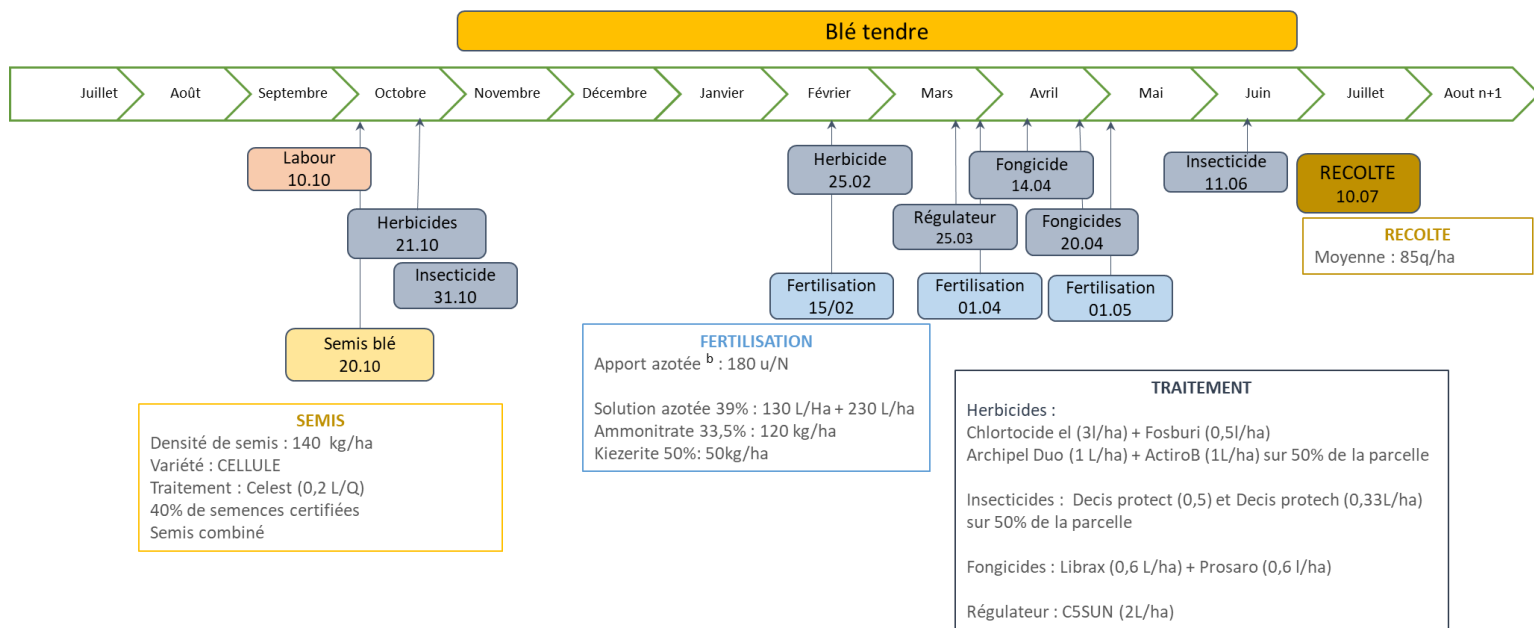 Blé tendre
Juillet
Août
Septembre
Octobre
Novembre
Décembre
Janvier
Février
Mars
Avril
Mai
Juin
Juillet
Aout n+1
Labour
10.10
Herbicides
21.10
Insecticide
31.10
Semis blé
20.10
Herbicide
25.02
Régulateur
25.03
Fongicide
14.04
Fongicides
20.04
Fertilisation
15/02
Fertilisation
01.04
Fertilisation
01.05
Insecticide
11.06
RECOLTE
10.07
RECOLTE
Moyenne : 85q/ha
SEMIS
Densité de semis : 140 kg/ha
Variété : CELLULE
Traitement : Celest (0,2 L/Q)
40% de semences certifiées
Semis combiné
FERTILISATION
Apport azotée b : 180 u/N
Solution azotée 39% : 130 L/Ha + 230 L/ha
Ammonitrate 33,5% : 120 kg/ha
Kiezerite 50%: 50kg/ha
TRAITEMENT
Herbicides :
Chlortocide el (3l/ha) + Fosburi (0,5l/ha)
Archipel Duo (1 L/ha) + ActiroB (1L/ha) sur 50% de la parcelle
Insecticides : Decis protect (0,5) et Decis protech (0,33L/ha)
sur 50% de la parcelle
Fongicides : Librax (0,6 L/ha) + Prosaro (0,6 l/ha)
Régulateur : C5SUN (2L/ha)